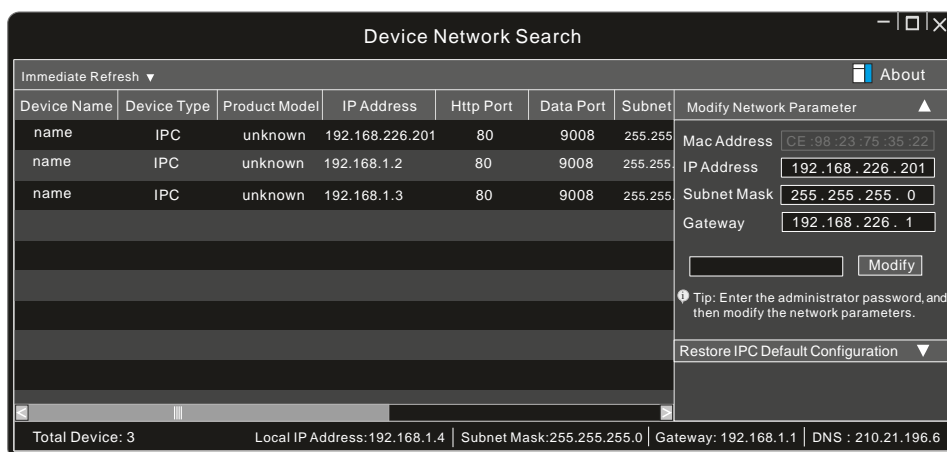 Device Network Search
Immediate Refresh ▼ About
Device Name Device Type Product Model IP Address Http Port Data Port Subnet
name IPC unknown 192.168.226.201 80 9008 255.255
name IPC unknown 192.168.1.2 80 9008 255.255.
name IPC unknown 192.168.1.3 80 9008 255.255.
Modify Network Parameter ▲
Mac Address CE :98 :23 :75 :35 :22
IP Address 192 .168 . 226 . 201
Subnet Mask 255 . 255 . 255 . 0
Gateway 192 .168 . 226 . 1
Modify
Tip: Enter the administrator password, and
then modify the network parameters.
Restore IPC Default Configuration ▼
Total Device: 3 Local IP Address:192.168.1.4 Subnet Mask:255.255.255.0 Gateway: 192.168.1.1 DNS : 210.21.196.6